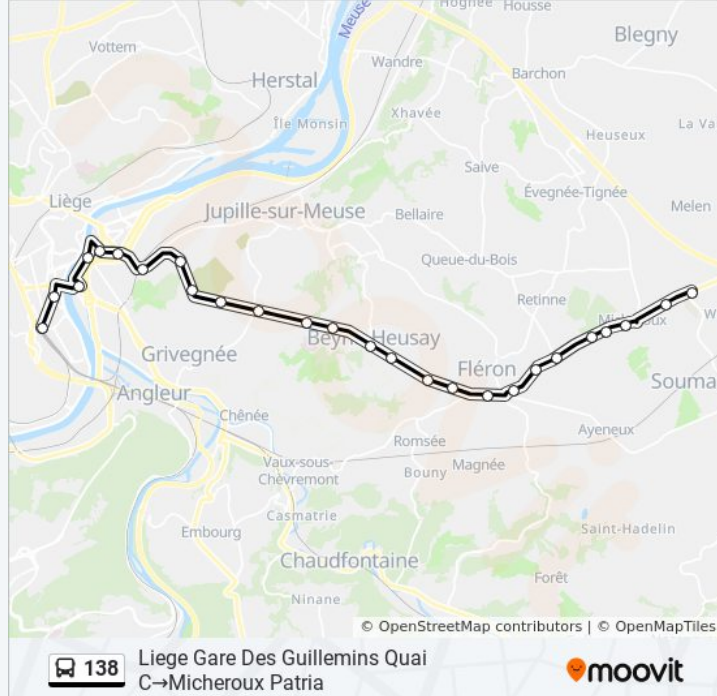 Hognée
Housse
Blegny
Meuse
Vottem
Wandre
Barchon
Herstal
Île Monsin
Xhavée
Heuseux
La Va
Saive
Liège
Évegnée-Tignée
Jupille-sur-Meuse
Bellaire
Melen
Queue-du-Bois
Retinne
Grivegnée
Fléron
Angleur
Souma
Chênée
Ayeneux
Romsée
Vaux-sous-
Chèvremont
Bouny
Magnée
Casmatrie
Embourg
Saint-Hadelin
Chaudfontaine
Forêt
Ninane
© OpenStreetMap contributors | © OpenMapTiles
138
Liege Gare Des Guillemins Quai
C→Micheroux Patria
moovit